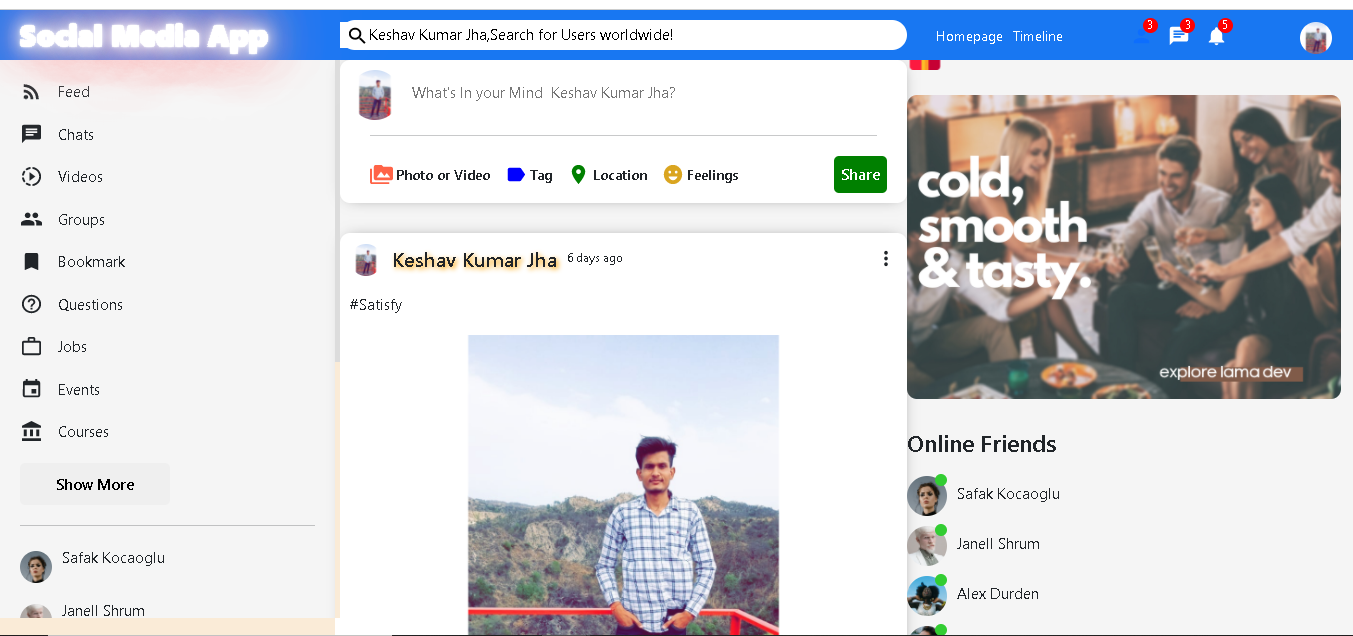 Social Media App
Keshav Kumar Jha,Search for Users worldwide!
Homepage Timeline
3
3
5
Feed
Chats
Videos
Groups
Bookmark
Questions
Jobs
Events
Courses
Show More
Safak Kocaoglu
Janell Shrum
What's In your Mind Keshav Kumar Jha?
Photo or Video
Tag
Location
Feelings
Share
Keshav Kumar Jha 6 days ago
#Satisfy
cold,
smooth
& tasty.
explore lama dev
Online Friends
Safak Kocaoglu
Janell Shrum
Alex Durden